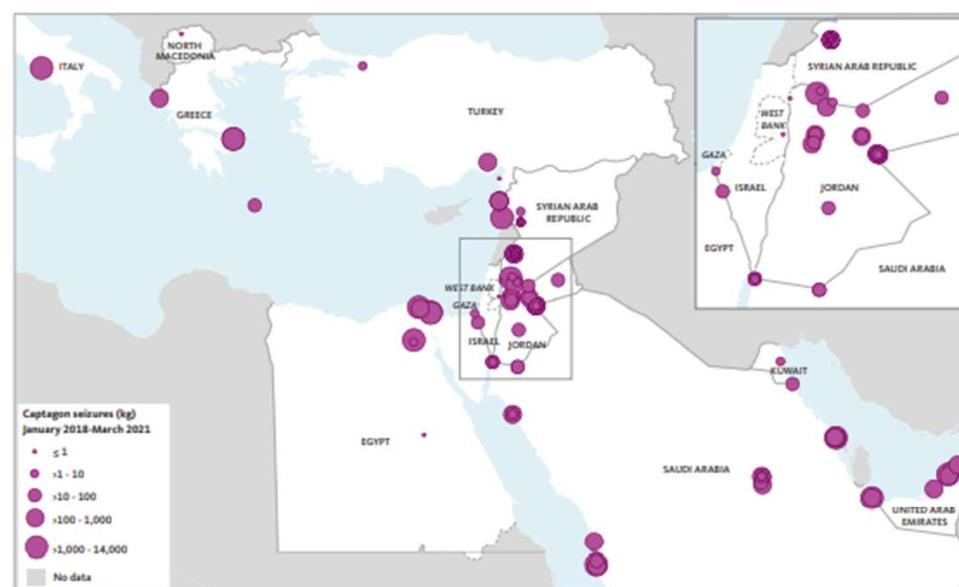 ITALY
NORTH
MACEDONIA
GREECE
TURKEY
SYRIAN ARAB
REPUBLIC
WEST BANK
GAZA
ISRAEL
JORDAN
EGYPT
KUWAIT
SAUDI ARABIA
UNITED ARAB
EMIRATES
SYRIAN ARAB REPUBLIC
WEST
BANK
GAZA
ISRAEL
JORDAN
EGYPT
SAUDI ARABIA
Captagon seizures (kg)
January 2018-March 2021
≤ 1
>1 - 10
>10 - 100
>100 - 1,000
>1,000 - 14,000
No data